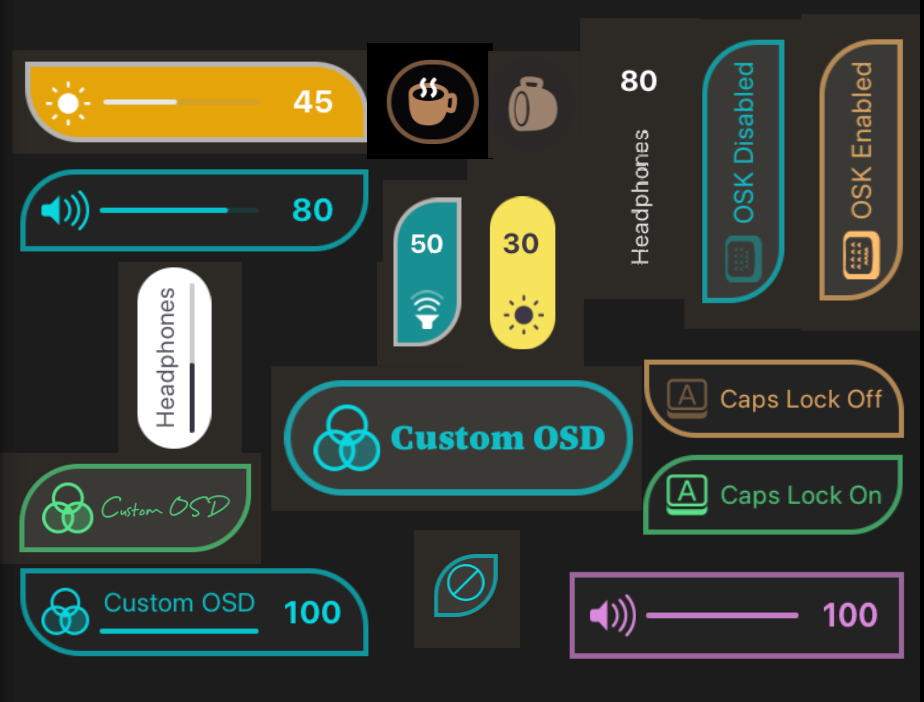 45
80
Headphones
80
OSK Disabled
OSK Enabled
50
30
Headphones
A
Caps Lock Off
Custom OSD
Custom OSD
A
Caps Lock On
Custom OSD
100
100